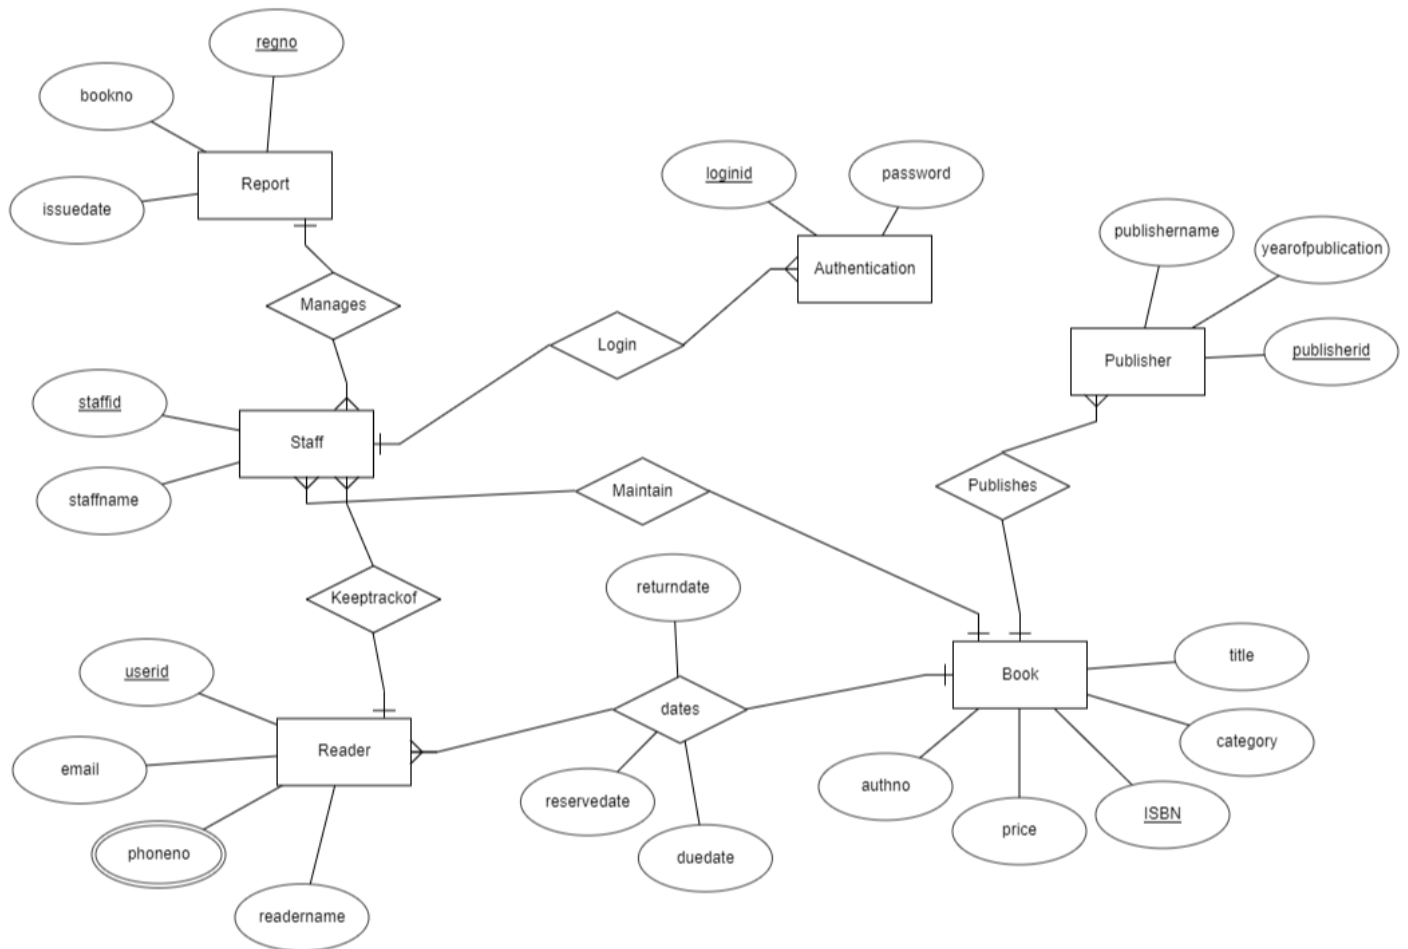 regno
bookno
Report
issuedate
loginid
password
publishername
yearofpublication
Authentication
Manages
Login
Publisher
publisherid
staffid
Staff
staffname
Maintain
Publishes
Keeptrackof
returndate
userid
title
Book
dates
Reader
category
email
authno
reservedate
ISBN
price
phoneno
duedate
readername